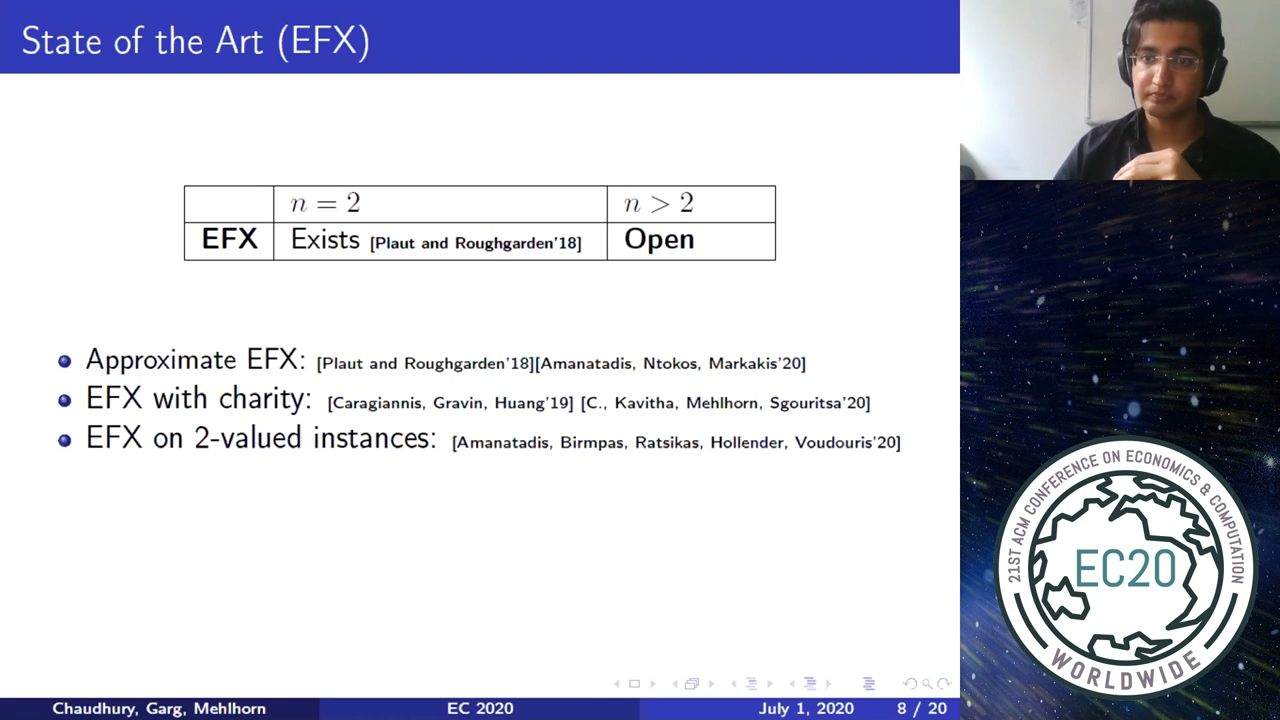 State of the Art (EFX)
n = 2 n > 2
EFX Exists [Plaut and Roughgarden'18] Open
Approximate EFX: [Plaut and Roughgarden'18][Amanatadis, Ntokos, Markakis'20]
EFX with charity: [Caragiannis, Gravin, Huang'19] [C., Kavitha, Mehlhorn, Sgouritsa'20]
EFX on 2-valued instances: [Amanatadis, Birmpas, Ratsikas, Hollender, Voudouris'20]
21ST ACM CONFERENCE ON ECONOMICS & COMPUTATION
EC20
WORLDWIDE
Chaudhury, Garg, Mehlhorn EC 2020 July 1, 2020 8 / 20